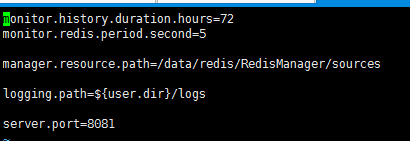 monitor.history.duration.hours=72
monitor.redis.period.second=5
manager.resource.path=/data/redis/RedisManager/sources
logging.path=${user.dir}/logs
server.port=8081
~